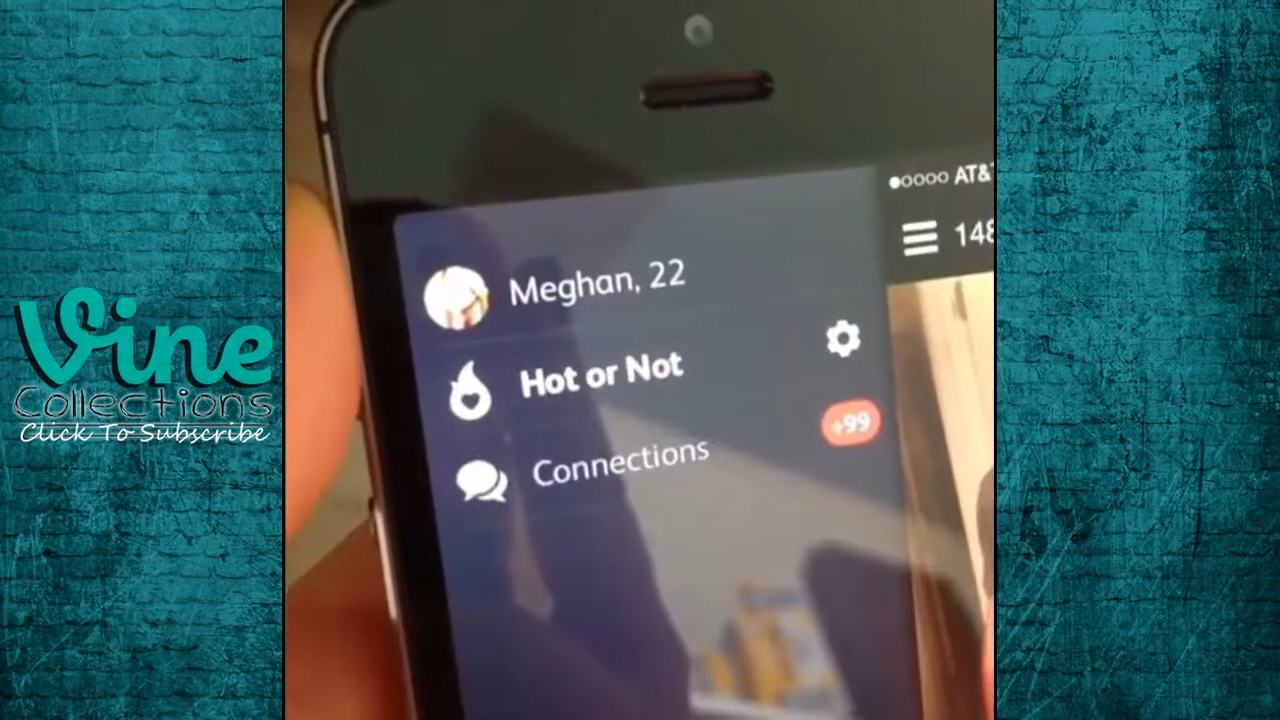 Vine
Collections
Click To Subscribe
AT&T
148
Meghan, 22
Hot or Not
+99
Connections